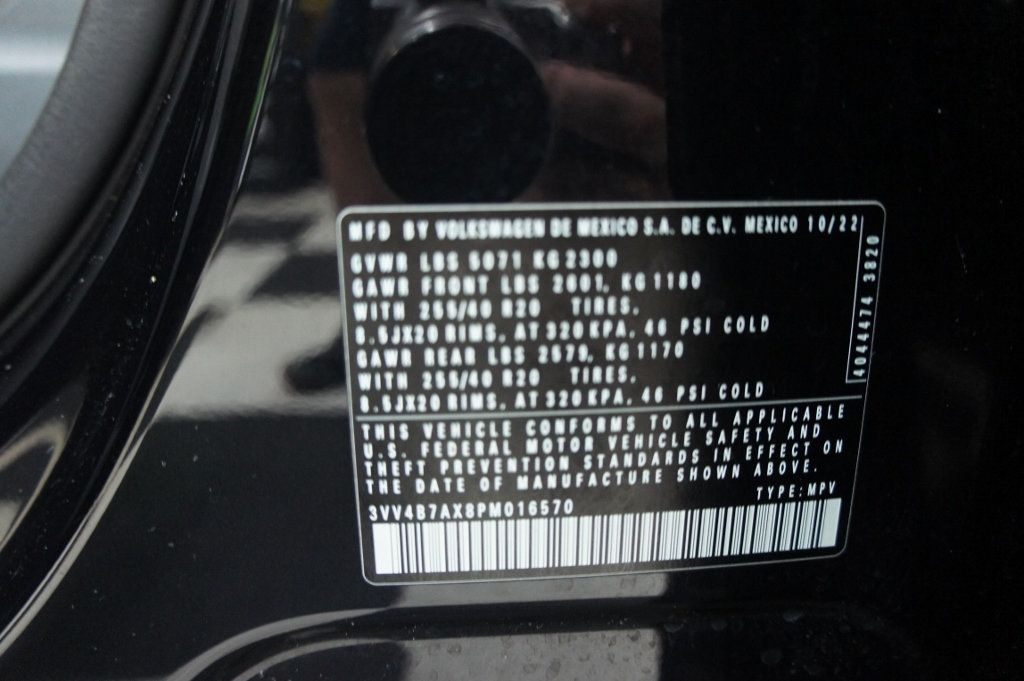 MFD BY VOLKSWAGEN DE MEXICO S.A. DE C.V. MEXICO 10/22
GVWR LBS 5071 KG 2300
GAWR FRONT LBS 2601, KG 1180
WITH 255/40 R20 TIRES.
8.5JX20 RIMS, AT 320 KPA, 46 PSI COLD
GAWR REAR LBS 2579, KG 1170
WITH 255/40 R20 TIRES.
8.5JX20 RIMS, AT 320 KPA, 46 PSI COLD
4044474 3820
THIS VEHICLE CONFORMS TO ALL APPLICABLE
U.S. FEDERAL MOTOR VEHICLE SAFETY AND
THEFT PREVENTION STANDARDS IN EFFECT ON
THE DATE OF MANUFACTURE SHOWN ABOVE.
TYPE: MPV
3VV4B7AX8PM016570